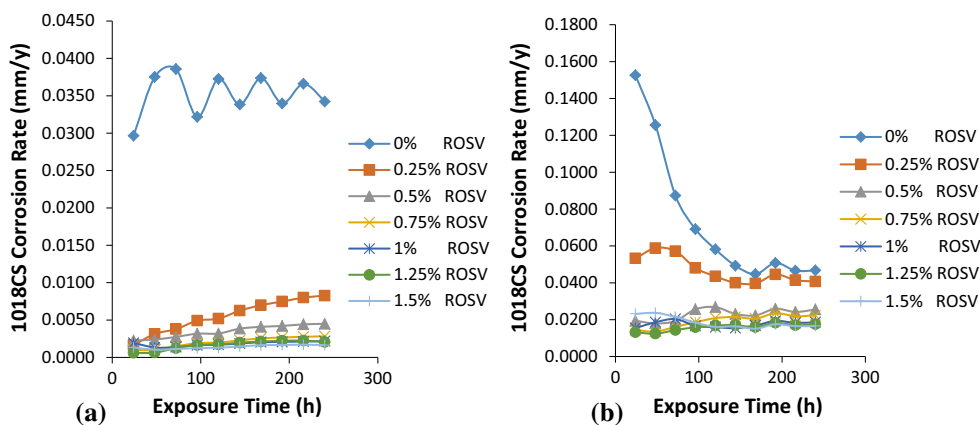 1018CS Corrosion Rate (mm/y)
0.0450
0.0400
0.0350
0.0300
0.0250
0.0200
0.0150
0.0100
0.0050
0.0000
0
100
200
300
Exposure Time (h)
(a)
0% ROSV
0.25% ROSV
0.5% ROSV
0.75% ROSV
1% ROSV
1.25% ROSV
1.5% ROSV
1018CS Corrosion Rate (mm/y)
0.1800
0.1600
0.1400
0.1200
0.1000
0.0800
0.0600
0.0400
0.0200
0.0000
0
100
200
300
Exposure Time (h)
(b)
0% ROSV
0.25% ROSV
0.5% ROSV
0.75% ROSV
1% ROSV
1.25% ROSV
1.5% ROSV